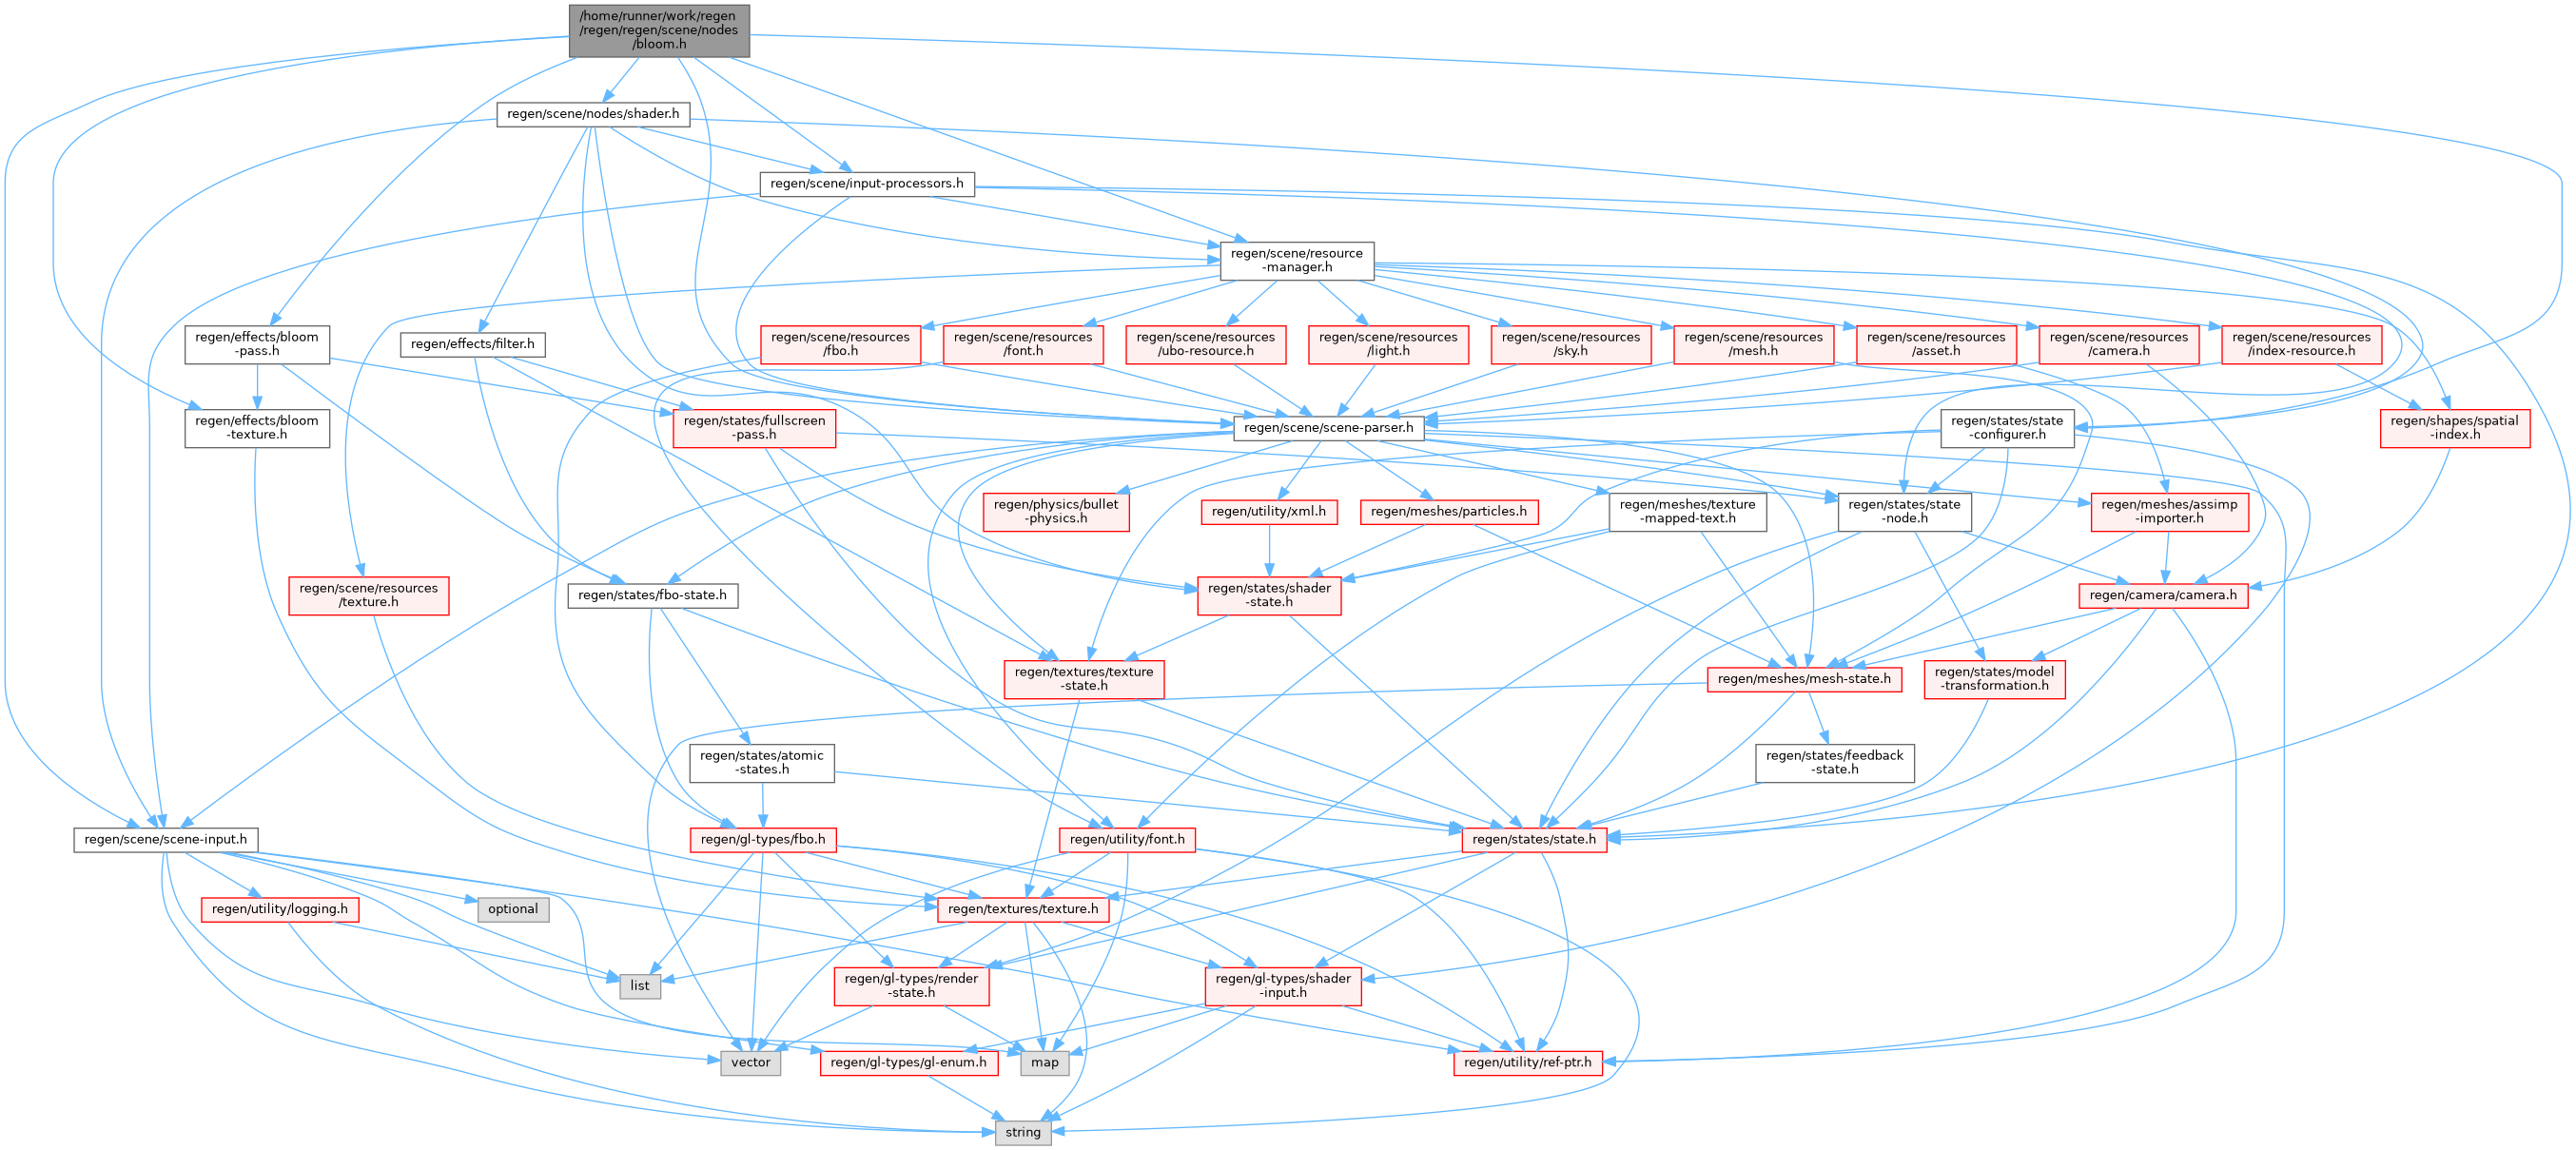 /home/runner/work/regen
/regen/regen/scene/nodes
/bloom.h
regen/scene/nodes/shader.h
regen/scene/input-processors.h
regen/scene/resource
-manager.h
regen/effects/bloom
-pass.h
regen/effects/filter.h
regen/scene/resources
/fbo.h
regen/scene/resources
/font.h
regen/scene/resources
/ubo-resource.h
regen/scene/resources
/light.h
regen/scene/resources
/sky.h
regen/scene/resources
/mesh.h
regen/scene/resources
/asset.h
regen/scene/resources
/camera.h
regen/scene/resources
/index-resource.h
regen/effects/bloom
-texture.h
regen/states/fullscreen
-pass.h
regen/scene/scene-parser.h
regen/states/state
-configurer.h
regen/shapes/spatial
-index.h
regen/physics/bullet
-physics.h
regen/utility/xml.h
regen/meshes/particles.h
regen/meshes/texture
-mapped-text.h
regen/states/state
-node.h
regen/meshes/assimp
-importer.h
regen/scene/resources
/texture.h
regen/states/fbo-state.h
regen/states/shader
-state.h
regen/camera/camera.h
regen/textures/texture
-state.h
regen/meshes/mesh-state.h
regen/states/model
-transformation.h
regen/states/atomic
-states.h
regen/states/feedback
-state.h
regen/scene/scene-input.h
regen/gl-types/fbo.h
regen/utility/font.h
regen/states/state.h
regen/utility/logging.h
optional
regen/textures/texture.h
list
regen/gl-types/render
-state.h
regen/gl-types/shader
-input.h
vector
regen/gl-types/gl-enum.h
map
regen/utility/ref-ptr.h
string